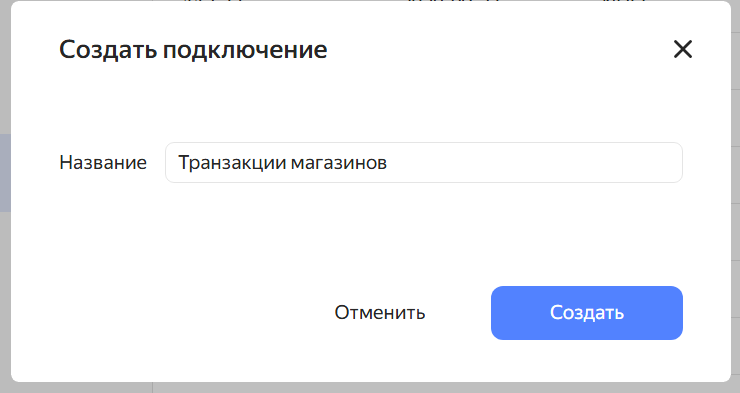 Создать подключение
Название
Транзакции магазинов
Отменить
Создать